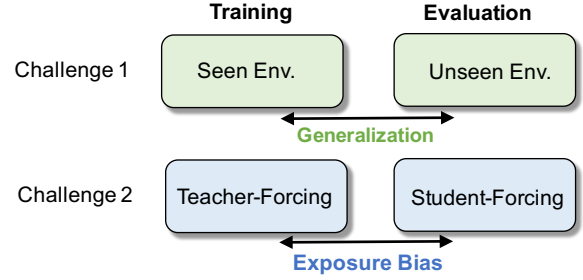 Training Evaluation
Challenge 1 Seen Env. Unseen Env.
Generalization
Challenge 2 Teacher-Forcing Student-Forcing
Exposure Bias